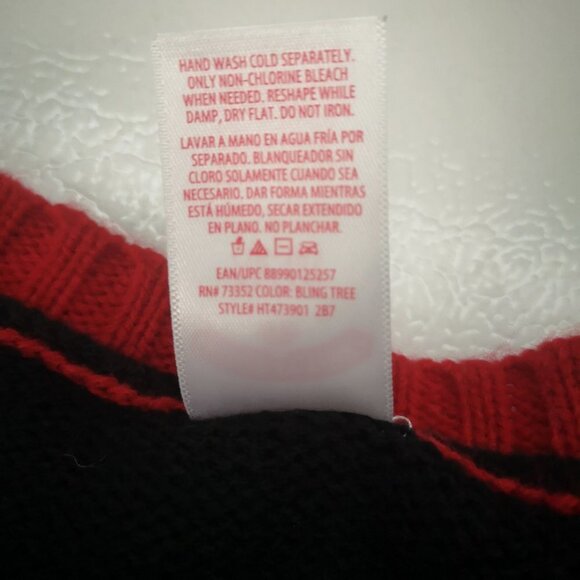 HAND WASH COLD SEPARATELY.
ONLY NON-CHLORINE BLEACH
WHEN NEEDED. RESHAPE WHILE
DAMP, DRY FLAT. DO NOT IRON.
LAVAR A MANO EN AGUA FRÍA POR
SEPARADO. BLANQUEADOR SIN
CLORO SOLAMENTE CUANDO SEA
NECESARIO. DAR FORMA MIENTRAS
ESTÁ HÚMEDO, SECAR EXTENDIDO
EN PLANO. NO PLANCHAR.
EAN/UPC 88990125257
RN# 73352 COLOR: BLING TREE
STYLE# HT473901 2B7